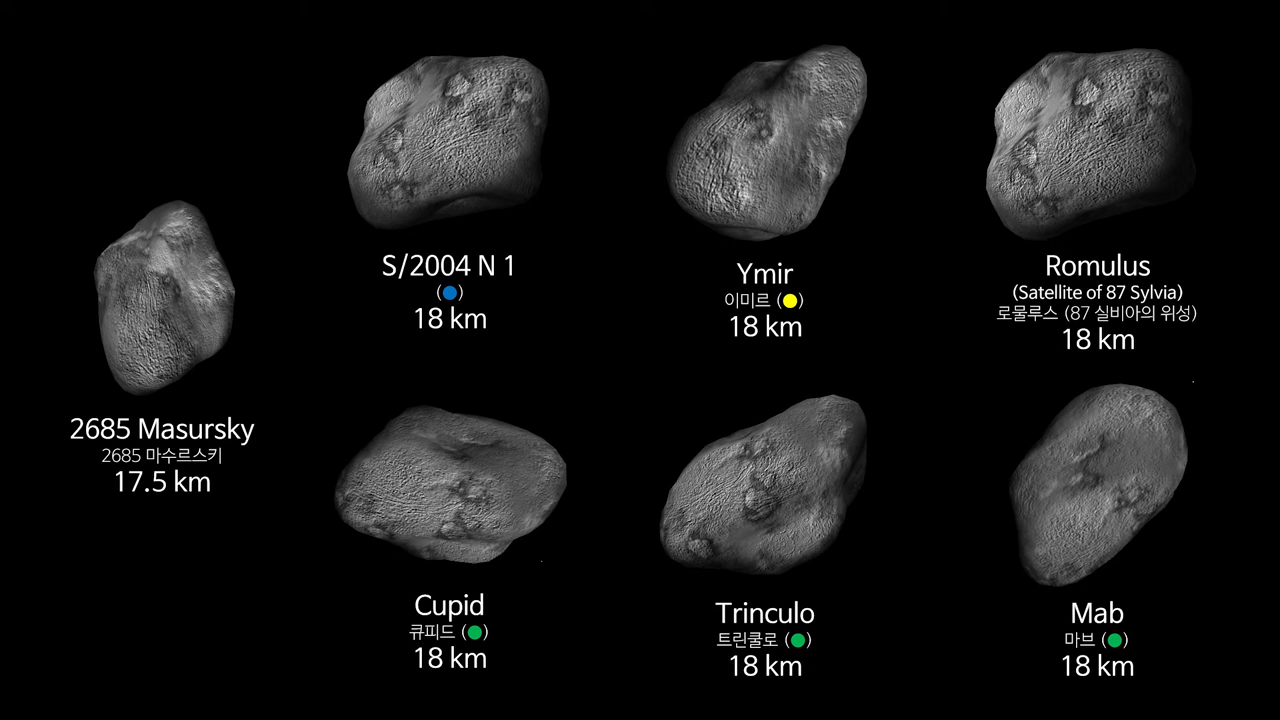 2685 Masursky
2685 마수르스키
17.5 km
S/2004 N 1
(●)
18 km
Ymir
이미르 (●)
18 km
Romulus
(Satellite of 87 Sylvia)
로물루스 (87 실비아의 위성)
18 km
Cupid
큐피드 (●)
18 km
Trinculo
트린쿨로 (●)
18 km
Mab
마브 (●)
18 km